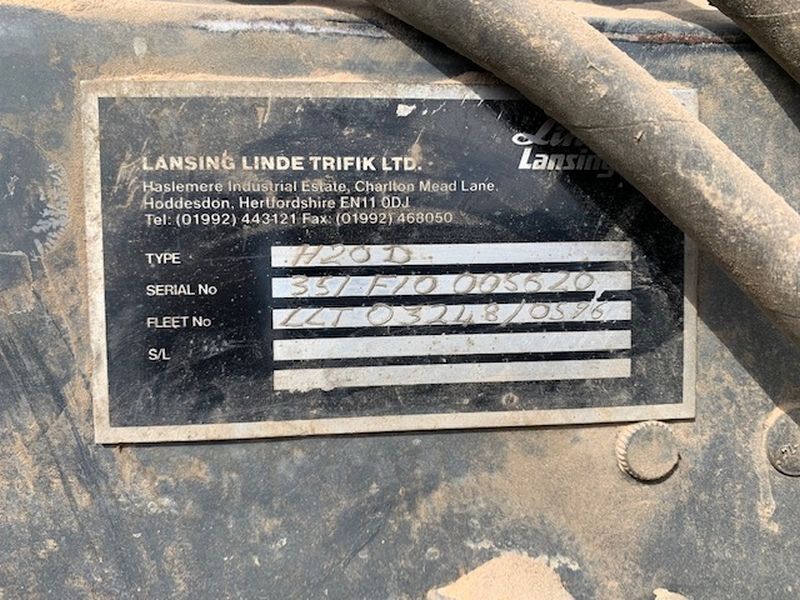 Lansing
LANSING LINDE TRIFIK LTD.
Haslemere Industrial Estate, Charlton Mead Lane,
Hoddesdon, Hertfordshire EN11 0DJ
Tel: (01992) 443121 Fax: (01992) 468050
TYPE H20D
SERIAL No 351 F10 005620
FLEET No LLT 03248/0596
S/L